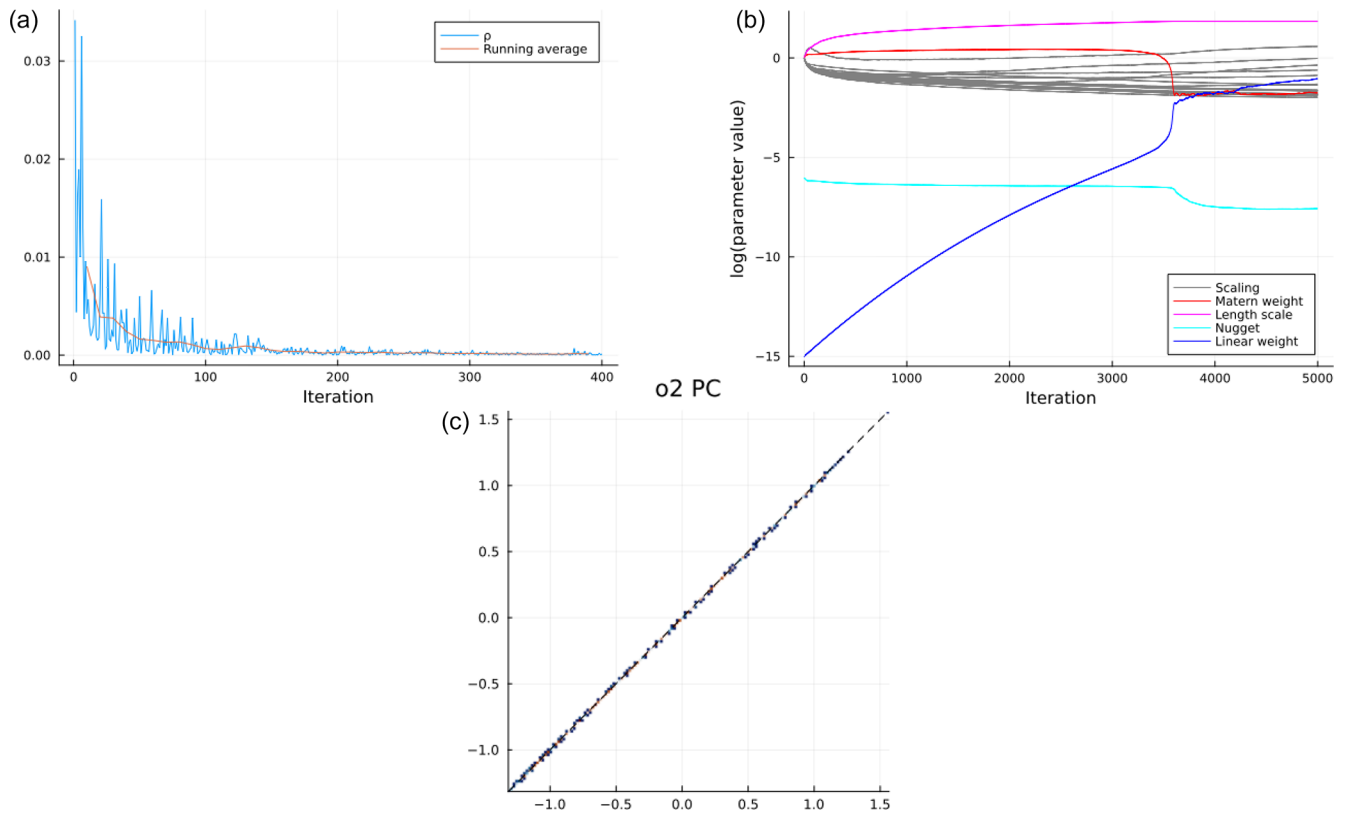 (a)
ρ
Running average
0.03
0.02
0.01
0.00
0
100
200
300
400
Iteration
(b)
0
−5
−10
−15
log(parameter value)
Scaling
Matern weight
Length scale
Nugget
Linear weight
0
1000
2000
3000
4000
5000
Iteration
o2 PC
(c)
1.5
1.0
0.5
0.0
−0.5
−1.0
−1.0
−0.5
0.0
0.5
1.0
1.5